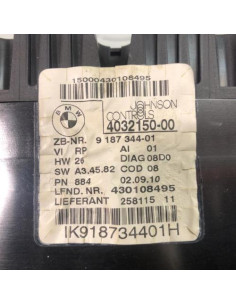 15000430108495
BMW
JOHNSON
CONTROLS
4032150-00
ZB-NR. 9 187 344-01
VI RP AI 01
HW 26 DIAG 08D0
SW A3.45.82 COD 08
PN 884 02.09.10
LFND. NR. 430108495
LIEFERANT 258115 11
IK918734401H